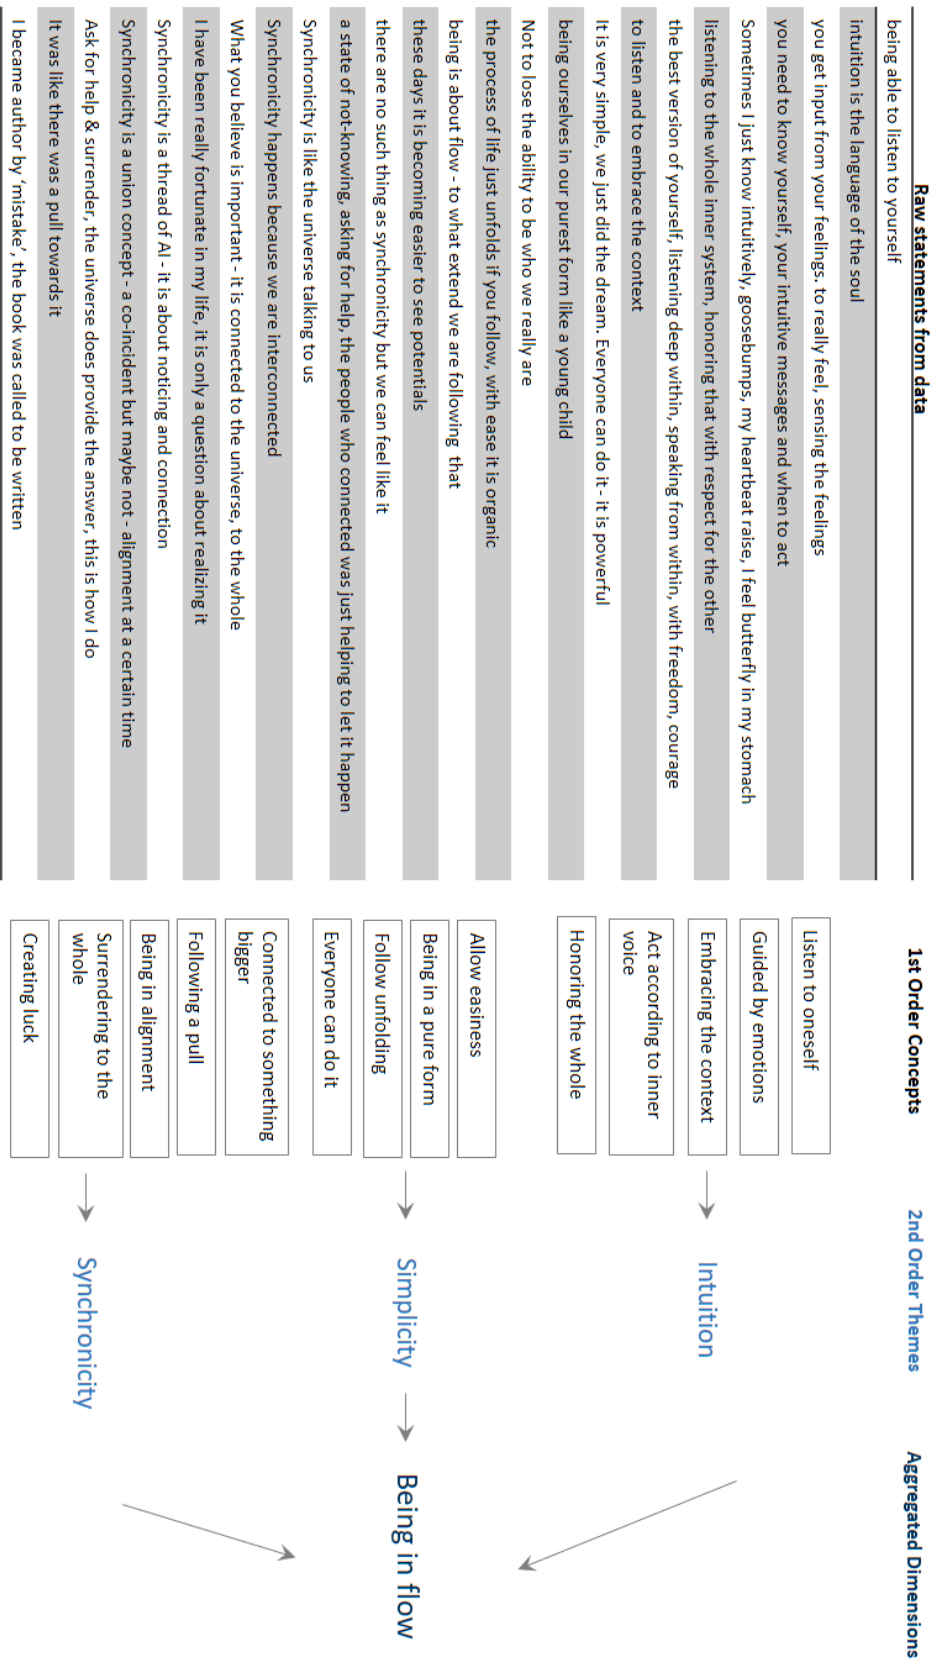 Raw statements from data
being able to listen to yourself
intuition is the language of the soul
you get input from your feelings. to really feel, sensing the feelings
you need to know yourself, your intuitive messages and when to act
Sometimes I just know intuitively, goosebumps, my heartbeat raise, I feel butterfly in my stomach
listening to the whole inner system, honoring that with respect for the other
the best version of yourself, listening deep within, speaking from within, with freedom, courage
to listen and to embrace the context
It is very simple, we just did the dream. Everyone can do it - it is powerful
being ourselves in our purest form like a young child
Not to lose the ability to be who we really are
the process of life just unfolds if you follow, with ease it is organic
being is about flow - to what extend we are following that
these days it is becoming easier to see potentials
there are no such thing as synchronicity but we can feel like it
a state of not-knowing, asking for help, the people who connected was just helping to let it happen
Synchronicity is like the universe talking to us
Synchronicity happens because we are interconnected
What you believe is important - it is connected to the universe, to the whole
I have been really fortunate in my life, it is only a question about realizing it
Synchronicity is a thread of AI - it is about noticing and connection
Synchronicity is a union concept - a co-incident but maybe not - alignment at a certain time
Ask for help & surrender, the universe does provide the answer, this is how I do
It was like there was a pull towards it
I became author by ‘mistake’, the book was called to be written
1st Order Concepts
Listen to oneself
Guided by emotions
Embracing the context
Act according to inner
voice
Honoring the whole
Allow easiness
Being in a pure form
Follow unfolding
Everyone can do it
Connected to something
bigger
Following a pull
Being in alignment
Surrendering to the
whole
Creating luck
2nd Order Themes
Intuition
Simplicity
Synchronicity
Aggregated Dimensions
Being in flow